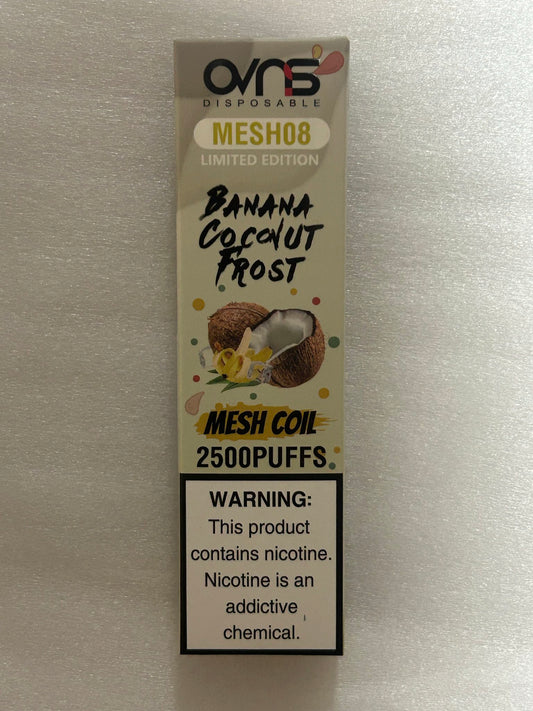 OVNS
DISPOSABLE
MESH08
LIMITED EDITION
BANANA
COCONUT
FROST
MESH COIL
2500PUFFS
WARNING:
This product
contains nicotine.
Nicotine is an
addictive
chemical.